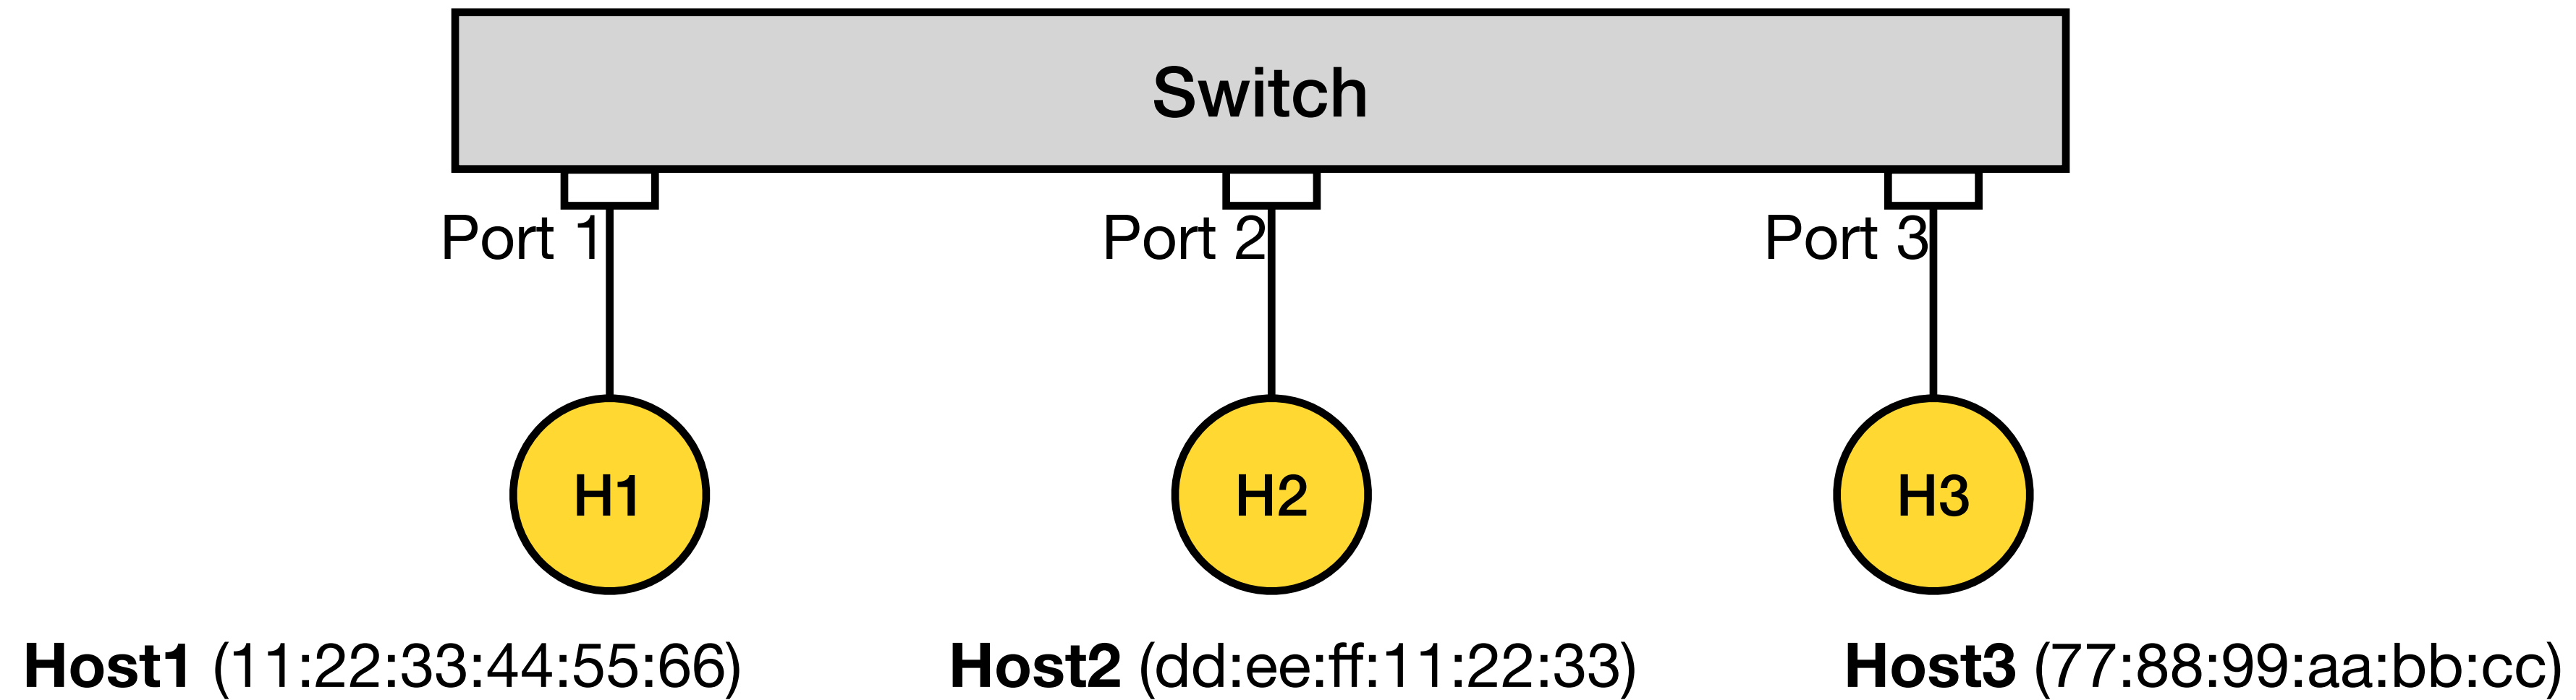 Switch
Port 1
Port 2
Port 3
H1
H2
H3
Host1 (11:22:33:44:55:66)
Host2 (dd:ee:ff:11:22:33)
Host3 (77:88:99:aa:bb:cc)